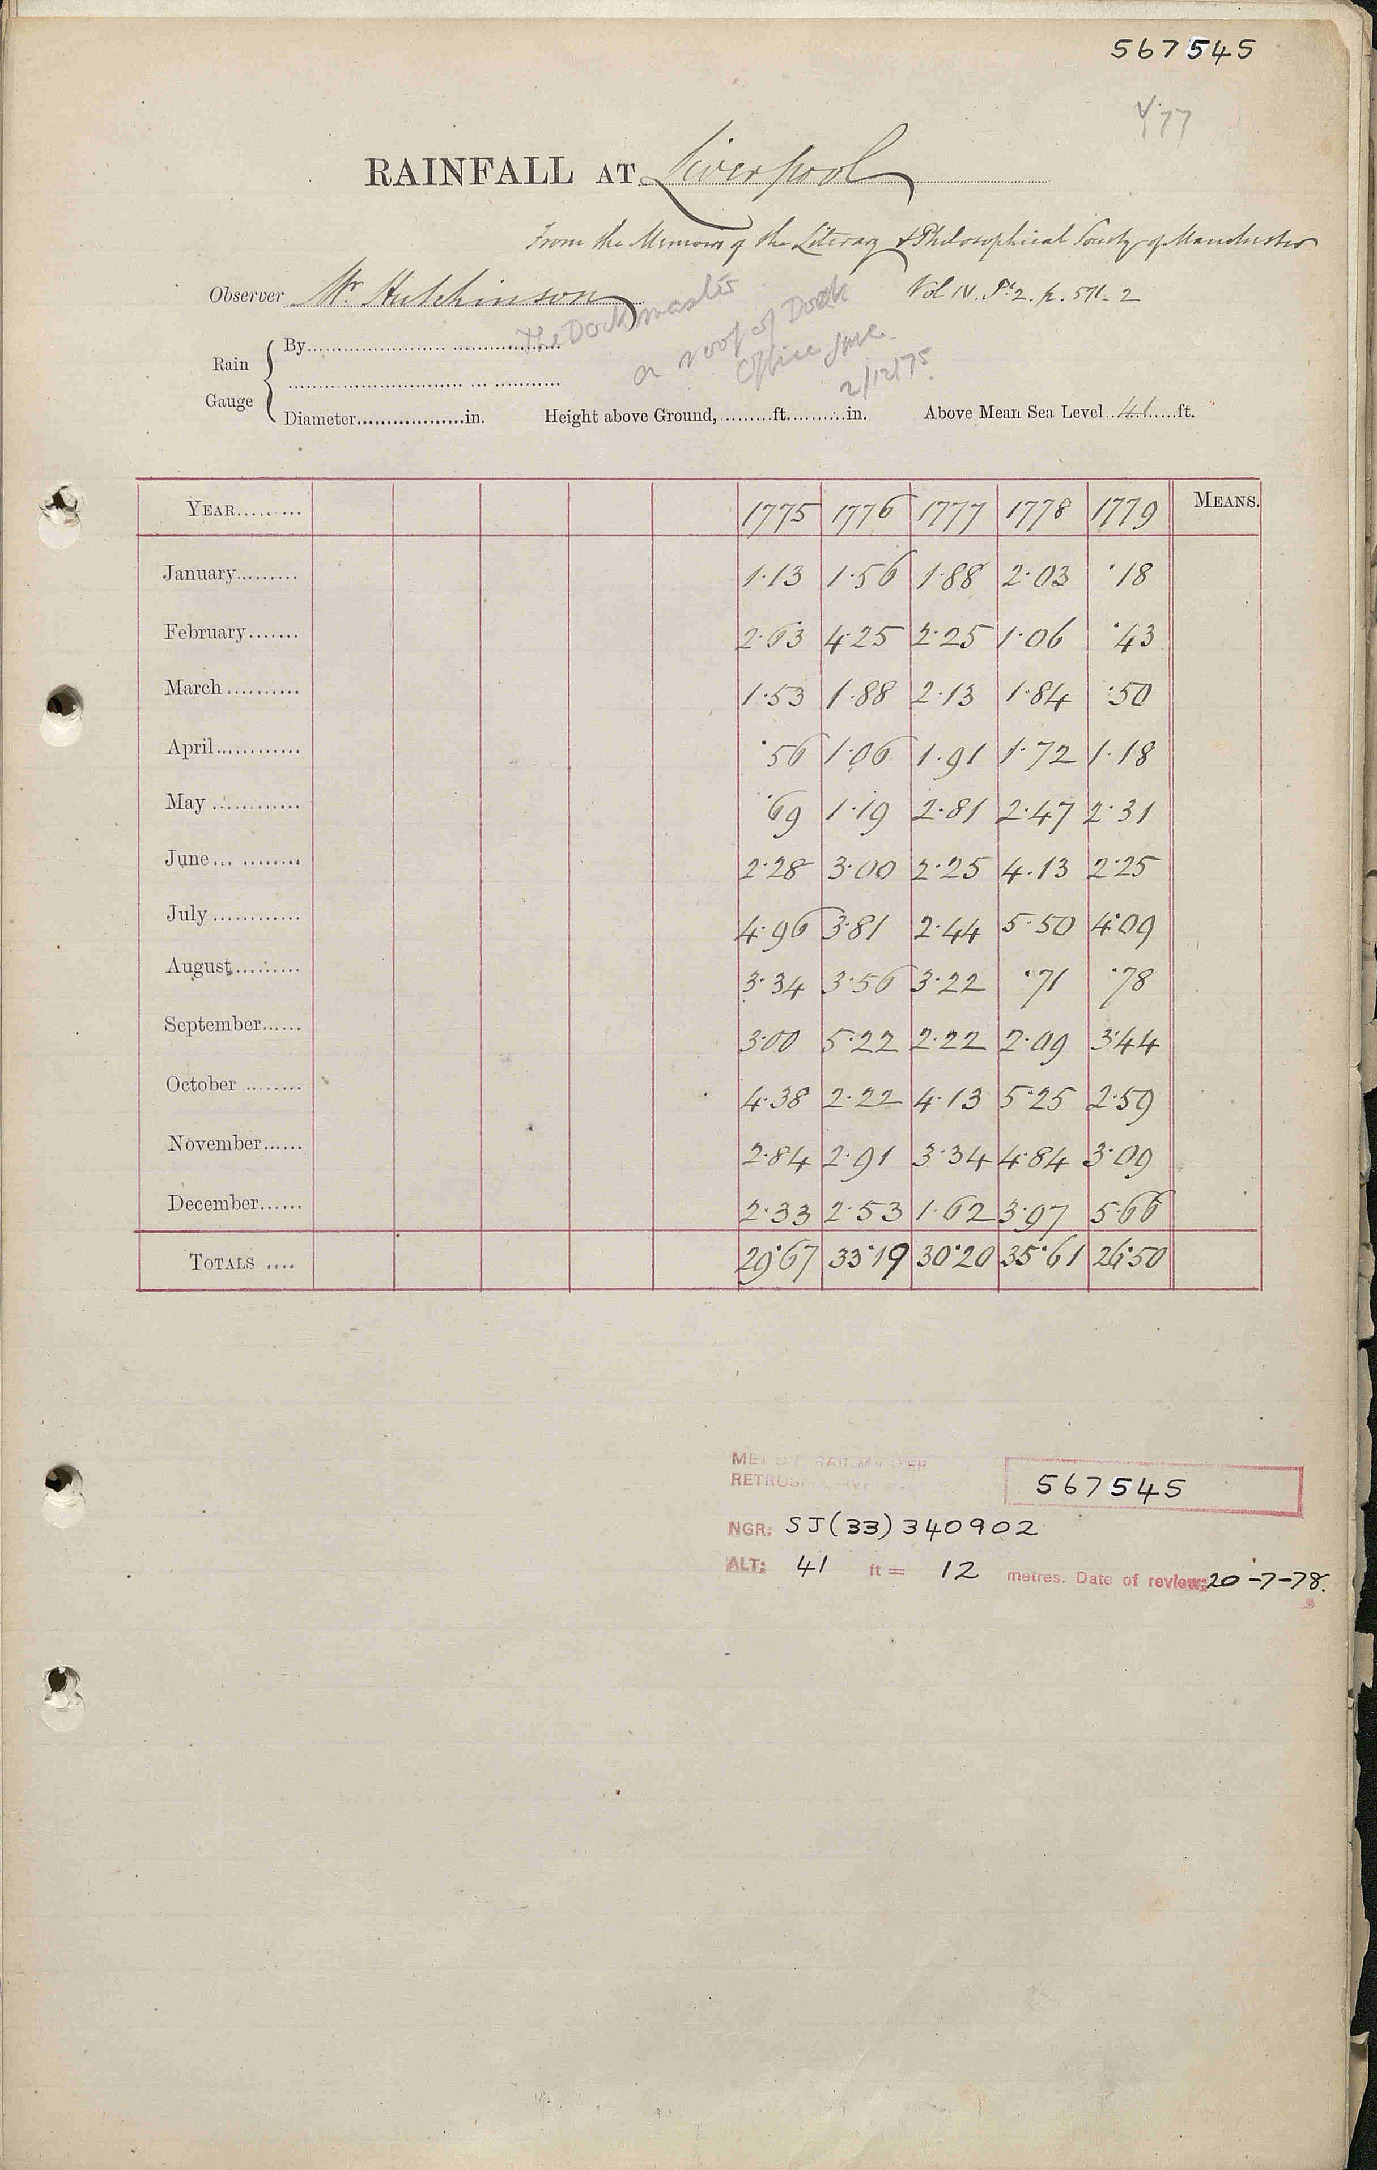 567545
RAINFALL AT Liverpool
From the Memoirs of the Literary & Philosophical Society of Manchester
Observer Mr Hutchinson Vol IV. Pt 2. p. 571-2
The Dockmaster
on roof of Dock
Office
2/12/75
Rain Gauge
By
Diameter in. Height above Ground, ft. in. Above Mean Sea Level 41 ft.
YEAR 1775 1776 1777 1778 1779 MEANS.
January 1.13 1.56 1.88 2.03 .18
February 2.63 4.25 2.25 1.06 .43
March 1.53 1.88 2.13 1.84 .50
April .56 1.06 1.91 1.72 1.18
May .69 1.19 2.81 2.47 2.31
June 2.28 3.00 2.25 4.13 2.25
July 4.96 3.81 2.44 5.50 4.09
August 3.34 3.56 3.22 .71 .78
September 3.00 5.22 2.22 2.09 3.44
October 4.38 2.22 4.13 5.25 2.59
November 2.84 2.91 3.34 4.84 3.09
December 2.33 2.53 1.62 3.97 5.66
TOTALS 29.67 33.19 30.20 35.61 26.50
567545
NGR: SJ(33)340902
ALT: 41 ft = 12 metres. Date of review: 20-7-78.